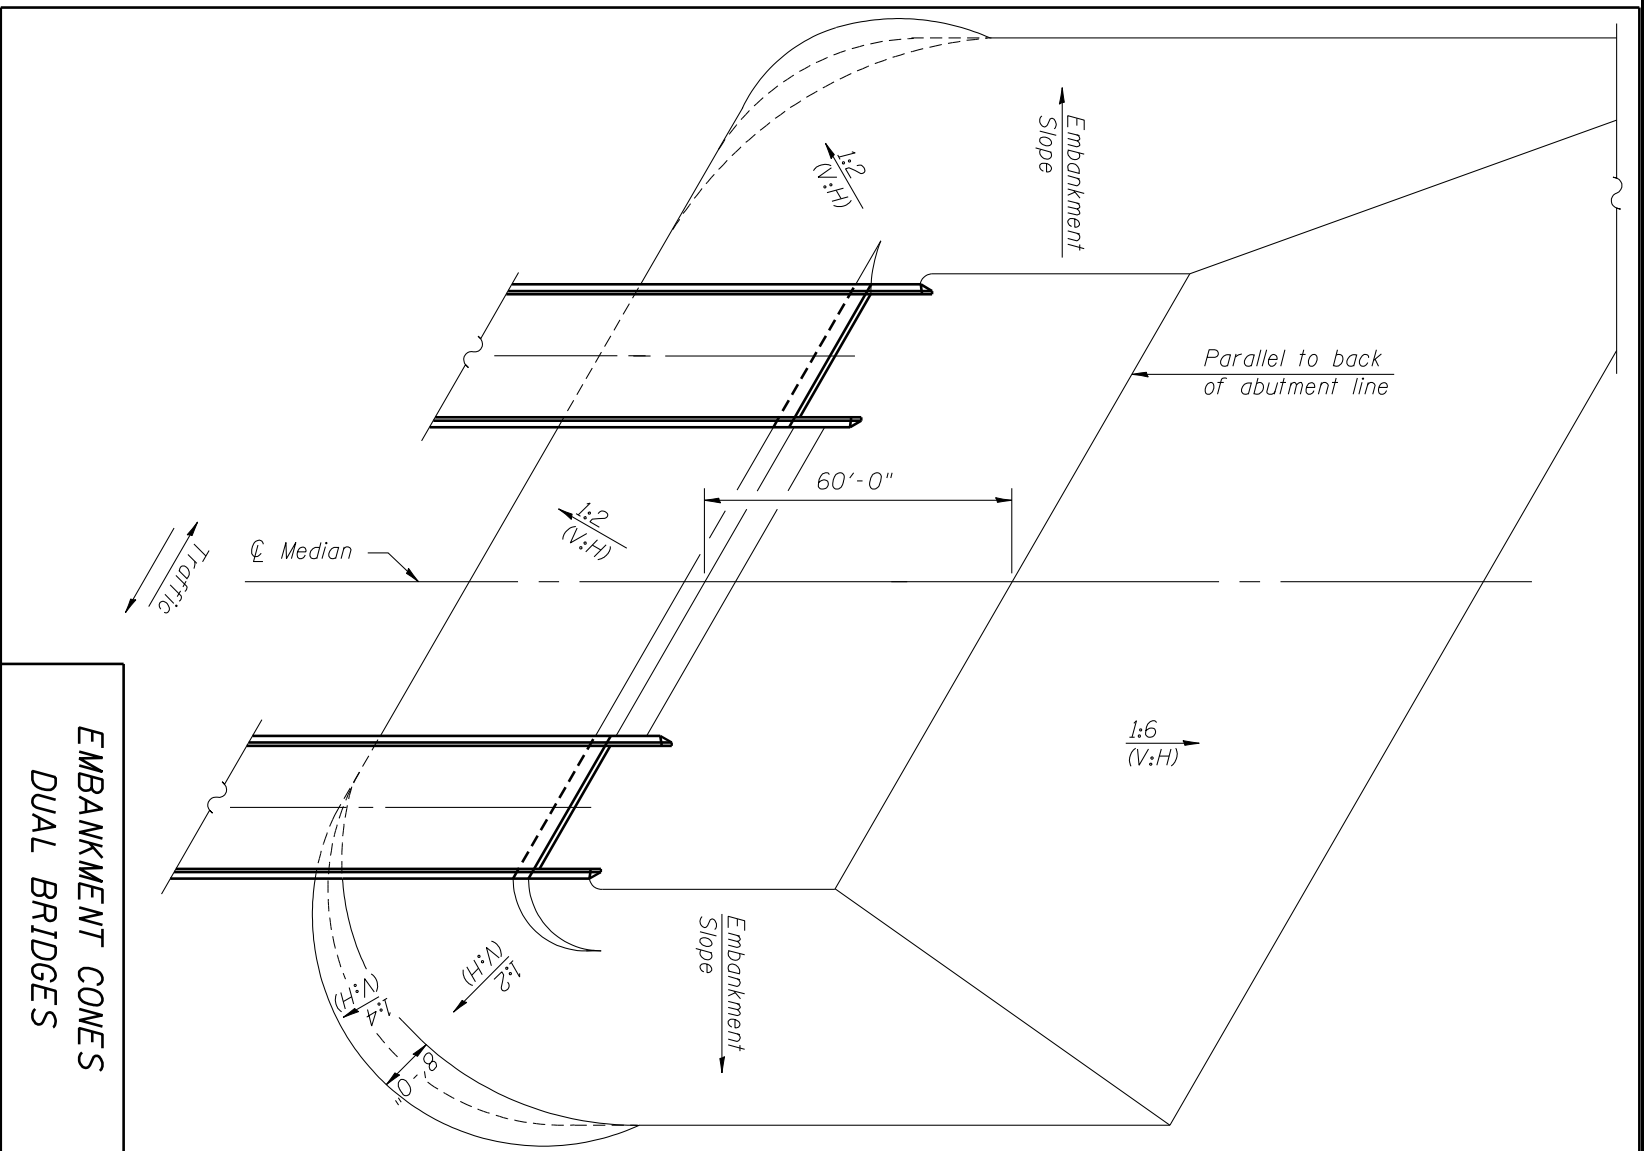 Embankment
Slope
1:2
(V:H)
Parallel to back
of abutment line
60'-0"
1:2
(V:H)
℄ Median
Traffic
1:6
(V:H)
Embankment
Slope
1:2
(V:H)
1:4
(V:H)
8'-0"
EMBANKMENT CONES
DUAL BRIDGES